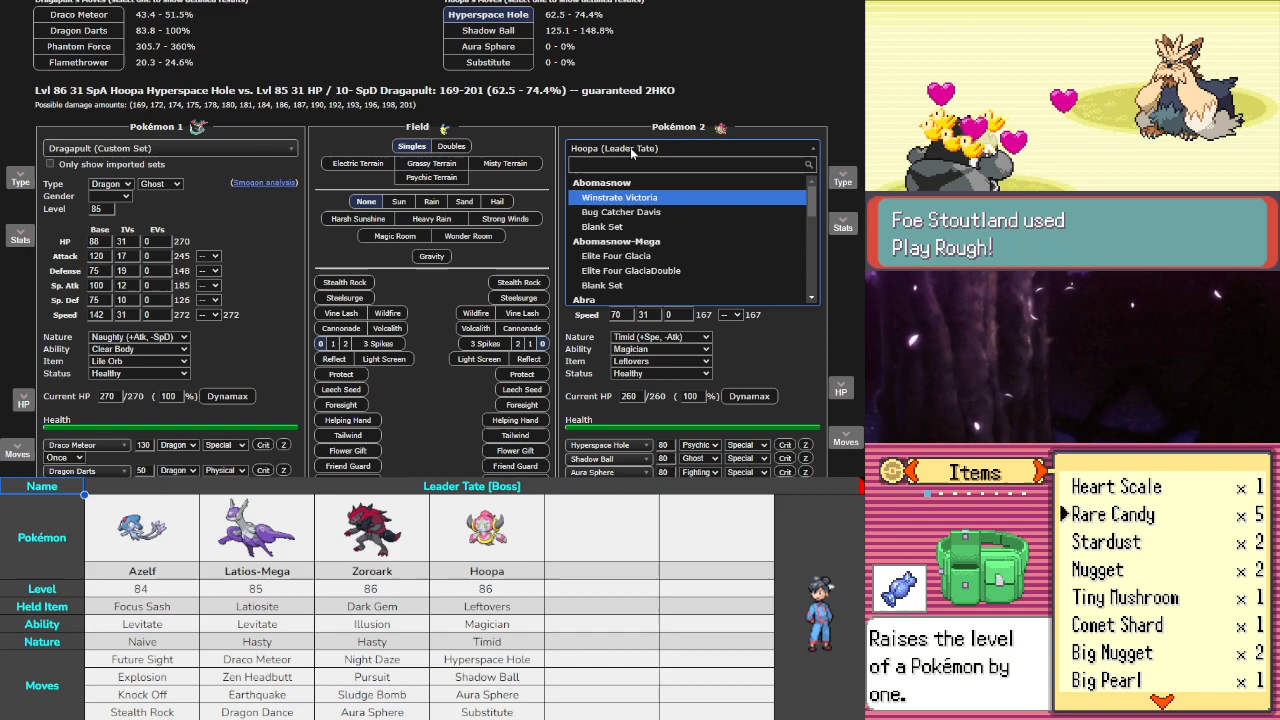 Draco Meteor 43.4 - 51.5%
Dragon Darts 83.8 - 100%
Phantom Force 305.7 - 360%
Flamethrower 20.3 - 24.6%
Hyperspace Hole 62.5 - 74.4%
Shadow Ball 125.1 - 148.8%
Aura Sphere 0 - 0%
Substitute 0 - 0%
Lvl 86 31 SpA Hoopa Hyperspace Hole vs. Lvl 85 31 HP / 10- SpD Dragapult: 169-201 (62.5 - 74.4%) -- guaranteed 2HKO
Possible damage amounts: (169, 172, 174, 175, 178, 180, 181, 184, 186, 187, 190, 192, 193, 196, 198, 201)
Pokémon 1
Dragapult (Custom Set)
Only show imported sets
Type Dragon Ghost (Smogon analysis)
Gender
Level 85
Base IVs EVs
HP 88 31 0 270
Attack 120 17 0 245 --
Defense 75 19 0 148 --
Sp. Atk 100 12 0 185 --
Sp. Def 75 10 0 126 --
Speed 142 31 0 272 -- 272
Nature Naughty (+Atk, -SpD)
Ability Clear Body
Item Life Orb
Status Healthy
Current HP 270 /270 ( 100 %) Dynamax
Health
Draco Meteor 130 Dragon Special Crit Z
Once
Dragon Darts 50 Dragon Physical Crit Z
Type
Stats
HP
Moves
Field
Singles Doubles
Electric Terrain Grassy Terrain Misty Terrain
Psychic Terrain
None Sun Rain Sand Hail
Harsh Sunshine Heavy Rain Strong Winds
Magic Room Wonder Room
Gravity
Stealth Rock Stealth Rock
Steelsurge Steelsurge
Vine Lash Wildfire Wildfire Vine Lash
Cannonade Volcalith Volcalith Cannonade
0 1 2 3 Spikes 3 Spikes 2 1 0
Reflect Light Screen Light Screen Reflect
Protect Protect
Leech Seed Leech Seed
Foresight Foresight
Helping Hand Helping Hand
Tailwind Tailwind
Flower Gift Flower Gift
Friend Guard Friend Guard
Pokémon 2
Hoopa (Leader Tate)
Abomasnow
Winstrate Victoria
Bug Catcher Davis
Blank Set
Abomasnow-Mega
Elite Four Glacia
Elite Four GlaciaDouble
Blank Set
Abra
Speed 70 31 0 167 -- 167
Nature Timid (+Spe, -Atk)
Ability Magician
Item Leftovers
Status Healthy
Current HP 260 /260 ( 100 %) Dynamax
Health
Hyperspace Hole 80 Psychic Special Crit Z
Shadow Ball 80 Ghost Special Crit Z
Aura Sphere 80 Fighting Special Crit Z
Type
Stats
HP
Moves
Name Leader Tate [Boss]
Pokémon Azelf Latios-Mega Zoroark Hoopa
Level 84 85 86 86
Held Item Focus Sash Latiosite Dark Gem Leftovers
Ability Levitate Levitate Illusion Magician
Nature Naive Hasty Hasty Timid
Moves
Future Sight Draco Meteor Night Daze Hyperspace Hole
Explosion Zen Headbutt Pursuit Shadow Ball
Knock Off Earthquake Sludge Bomb Aura Sphere
Stealth Rock Dragon Dance Aura Sphere Substitute
Foe Stoutland used
Play Rough!
Items
Heart Scale × 1
Rare Candy × 5
Stardust × 2
Nugget × 2
Tiny Mushroom × 1
Comet Shard × 1
Big Nugget × 2
Big Pearl × 1
Raises the level
of a Pokémon by
one.